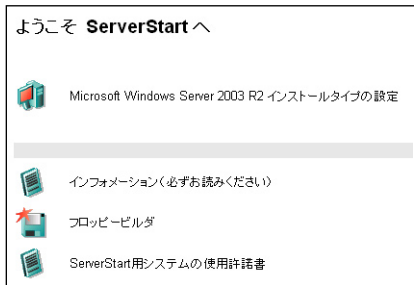 ようこそ ServerStart へ
Microsoft Windows Server 2003 R2 インストールタイプの設定
インフォメーション(必ずお読みください)
フロッピービルダ
ServerStart用システムの使用許諾書